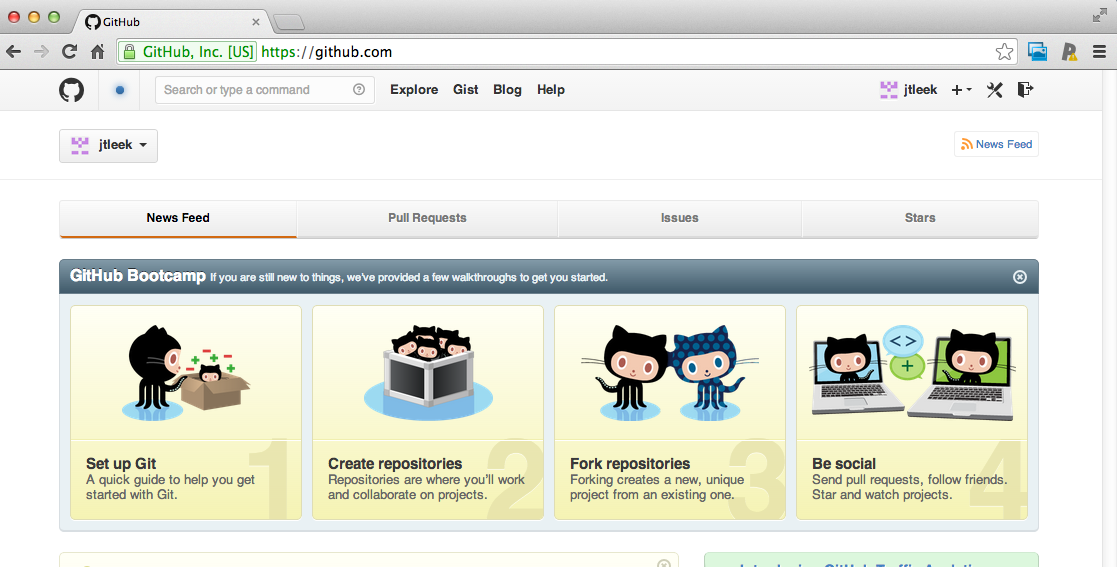 GitHub
GitHub, Inc. [US] https://github.com
Search or type a command Explore Gist Blog Help jtleek
jtleek News Feed
News Feed Pull Requests Issues Stars
GitHub Bootcamp If you are still new to things, we've provided a few walkthroughs to get you started.
1 2 3 4
Set up Git
A quick guide to help you get
started with Git.
Create repositories
Repositories are where you'll work
and collaborate on projects.
Fork repositories
Forking creates a new, unique
project from an existing one.
Be social
Send pull requests, follow friends.
Star and watch projects.
Introducing GitHub Traffic Analytics